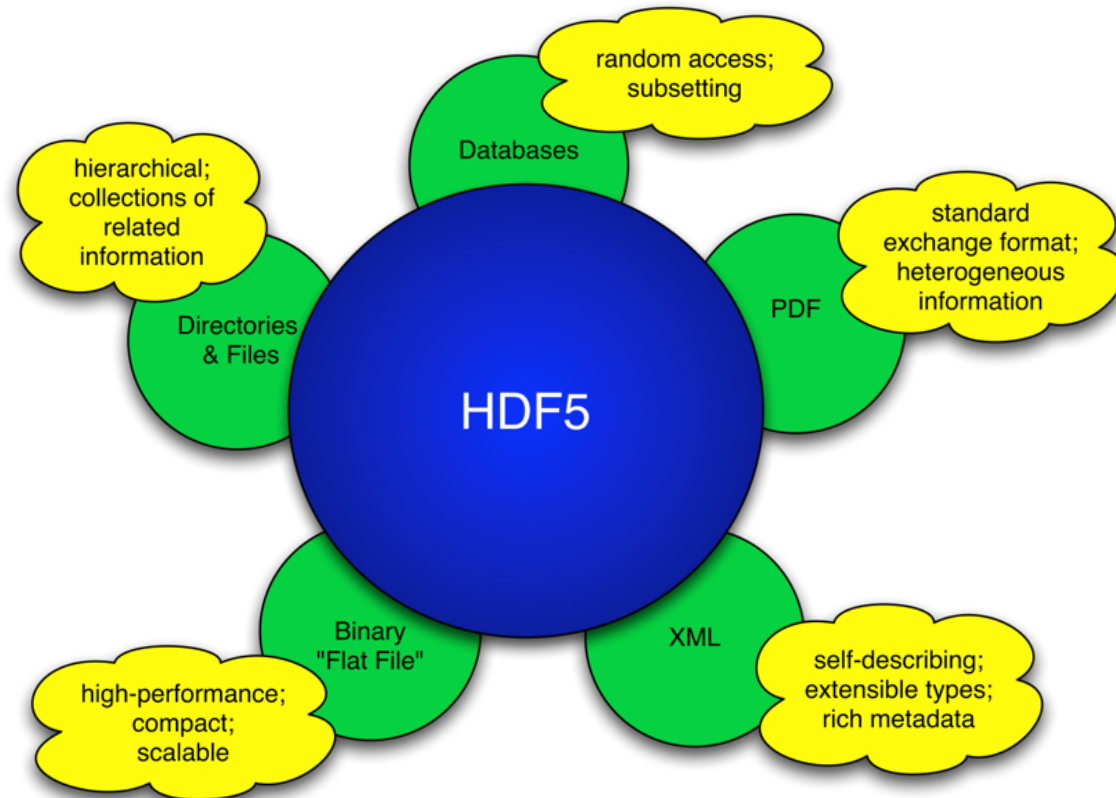 random access;
subsetting
Databases
hierarchical;
collections of
related
information
Directories
& Files
standard
exchange format;
heterogeneous
information
PDF
HDF5
Binary
"Flat File"
high-performance;
compact;
scalable
XML
self-describing;
extensible types;
rich metadata